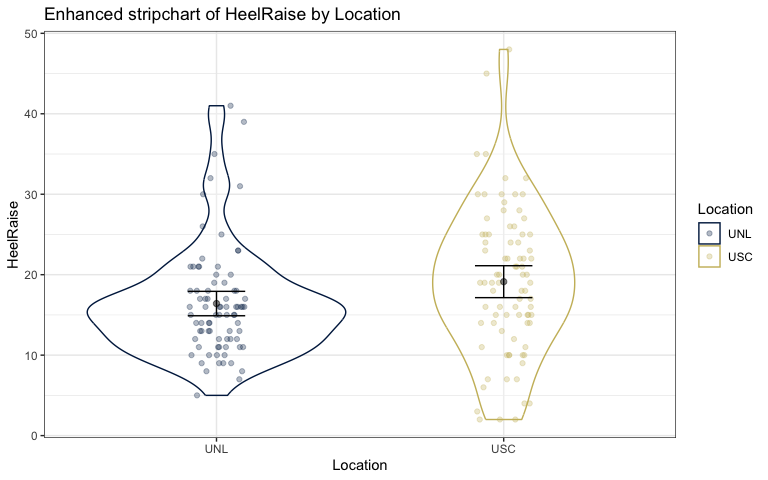 Enhanced stripchart of HeelRaise by Location
50
40
30
20
10
0
HeelRaise
UNL
USC
Location
Location
UNL
USC